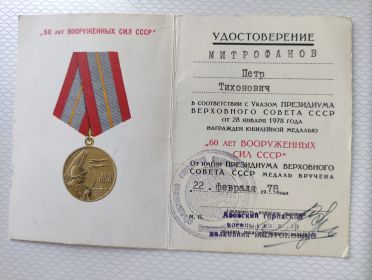 "60 лет ВООРУЖЕННЫХ СИЛ СССР"
УДОСТОВЕРЕНИЕ
МИТРОФАНОВ
Петр
Тихонович
В СООТВЕТСТВИИ С УКАЗОМ ПРЕЗИДИУМА
ВЕРХОВНОГО СОВЕТА СССР
ОТ 28 ЯНВАРЯ 1978 ГОДА
НАГРАЖДЕН ЮБИЛЕЙНОЙ МЕДАЛЬЮ
"60 ЛЕТ ВООРУЖЕННЫХ
СИЛ СССР"
ОТ ИМЕНИ ПРЕЗИДИУМА ВЕРХОВНОГО
СОВЕТА СССР МЕДАЛЬ ВРУЧЕНА
22 февраля 78
М. П.
городской